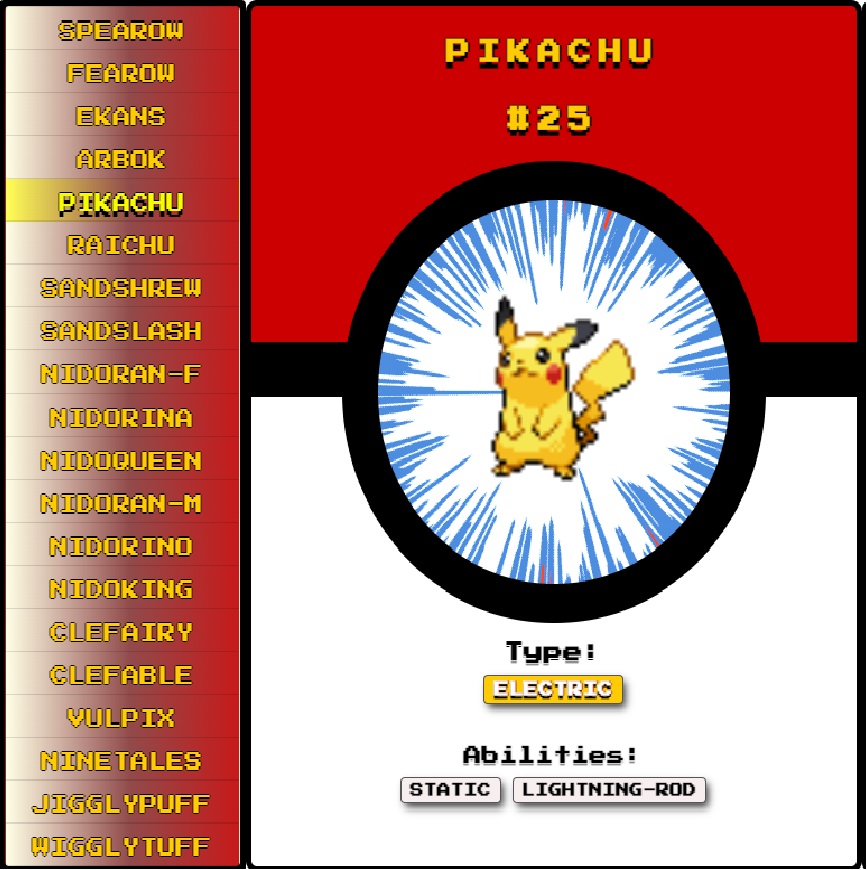 SPEAROW
FEAROW
EKANS
ARBOK
PIKACHU
RAICHU
SANDSHREW
SANDSLASH
NIDORAN-F
NIDORINA
NIDOQUEEN
NIDORAN-M
NIDORINO
NIDOKING
CLEFAIRY
CLEFABLE
VULPIX
NINETALES
JIGGLYPUFF
WIGGLYTUFF
PIKACHU
#25
Type:
ELECTRIC
Abilities:
STATIC LIGHTNING-ROD